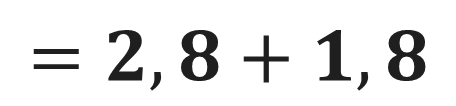 = 2,8 + 1,8